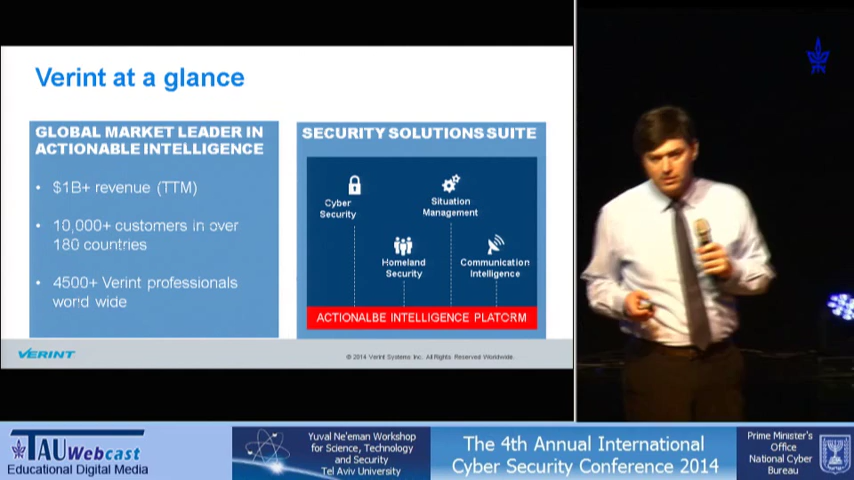 Verint at a glance
GLOBAL MARKET LEADER IN
ACTIONABLE INTELLIGENCE
• $1B+ revenue (TTM)
• 10,000+ customers in over
180 countries
• 4500+ Verint professionals
world wide
SECURITY SOLUTIONS SUITE
Cyber
Security
Situation
Management
Homeland
Security
Communication
Intelligence
ACTIONALBE INTELLIGENCE PLATORM
VERINT
© 2014 Verint Systems Inc. All Rights Reserved Worldwide.
TAU Webcast
Educational Digital Media
Yuval Ne'eman Workshop
for Science, Technology
and Security
Tel Aviv University
The 4th Annual International
Cyber Security Conference 2014
Prime Minister's
Office
National Cyber
Bureau